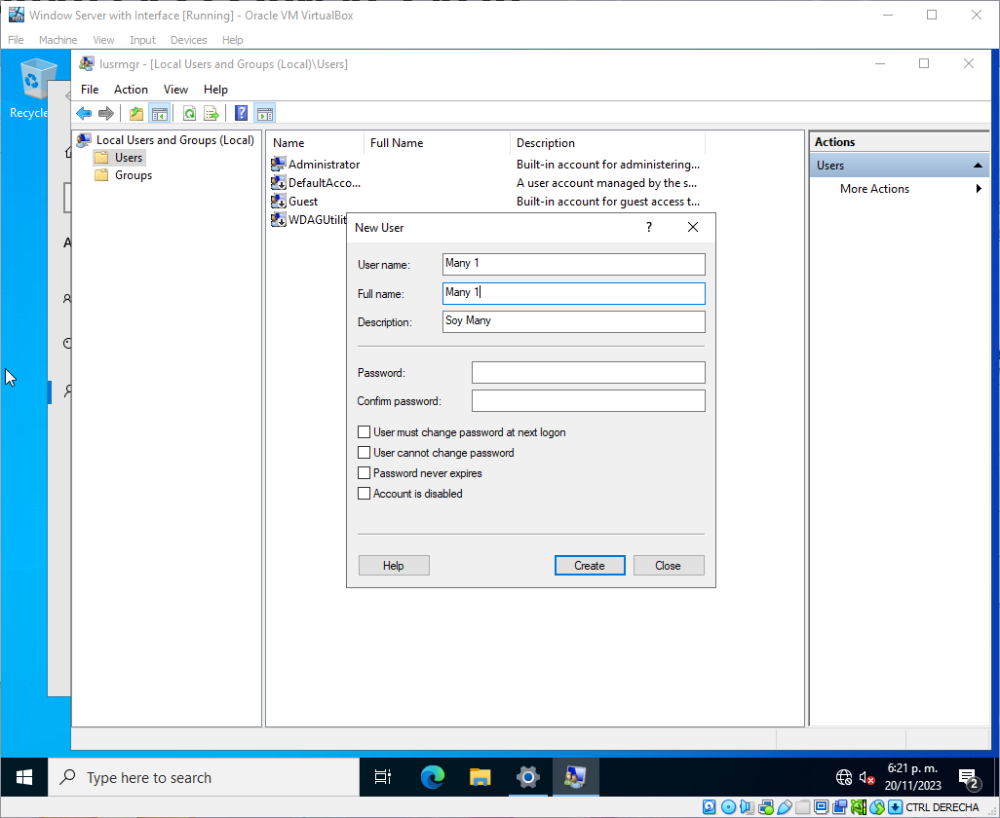 Window Server with Interface [Running] - Oracle VM VirtualBox
File Machine View Input Devices Help
Recycle
lusrmgr - [Local Users and Groups (Local)\Users]
File Action View Help
Local Users and Groups (Local)
Users
Groups
Name Full Name Description
Administrator Built-in account for administering...
DefaultAcco... A user account managed by the s...
Guest Built-in account for guest access t...
WDAGUtilit
Actions
Users
More Actions
New User
?
User name: Many 1
Full name: Many 1
Description: Soy Many
Password:
Confirm password:
User must change password at next logon
User cannot change password
Password never expires
Account is disabled
Help Create Close
A
Type here to search
6:21 p. m.
20/11/2023
2
CTRL DERECHA